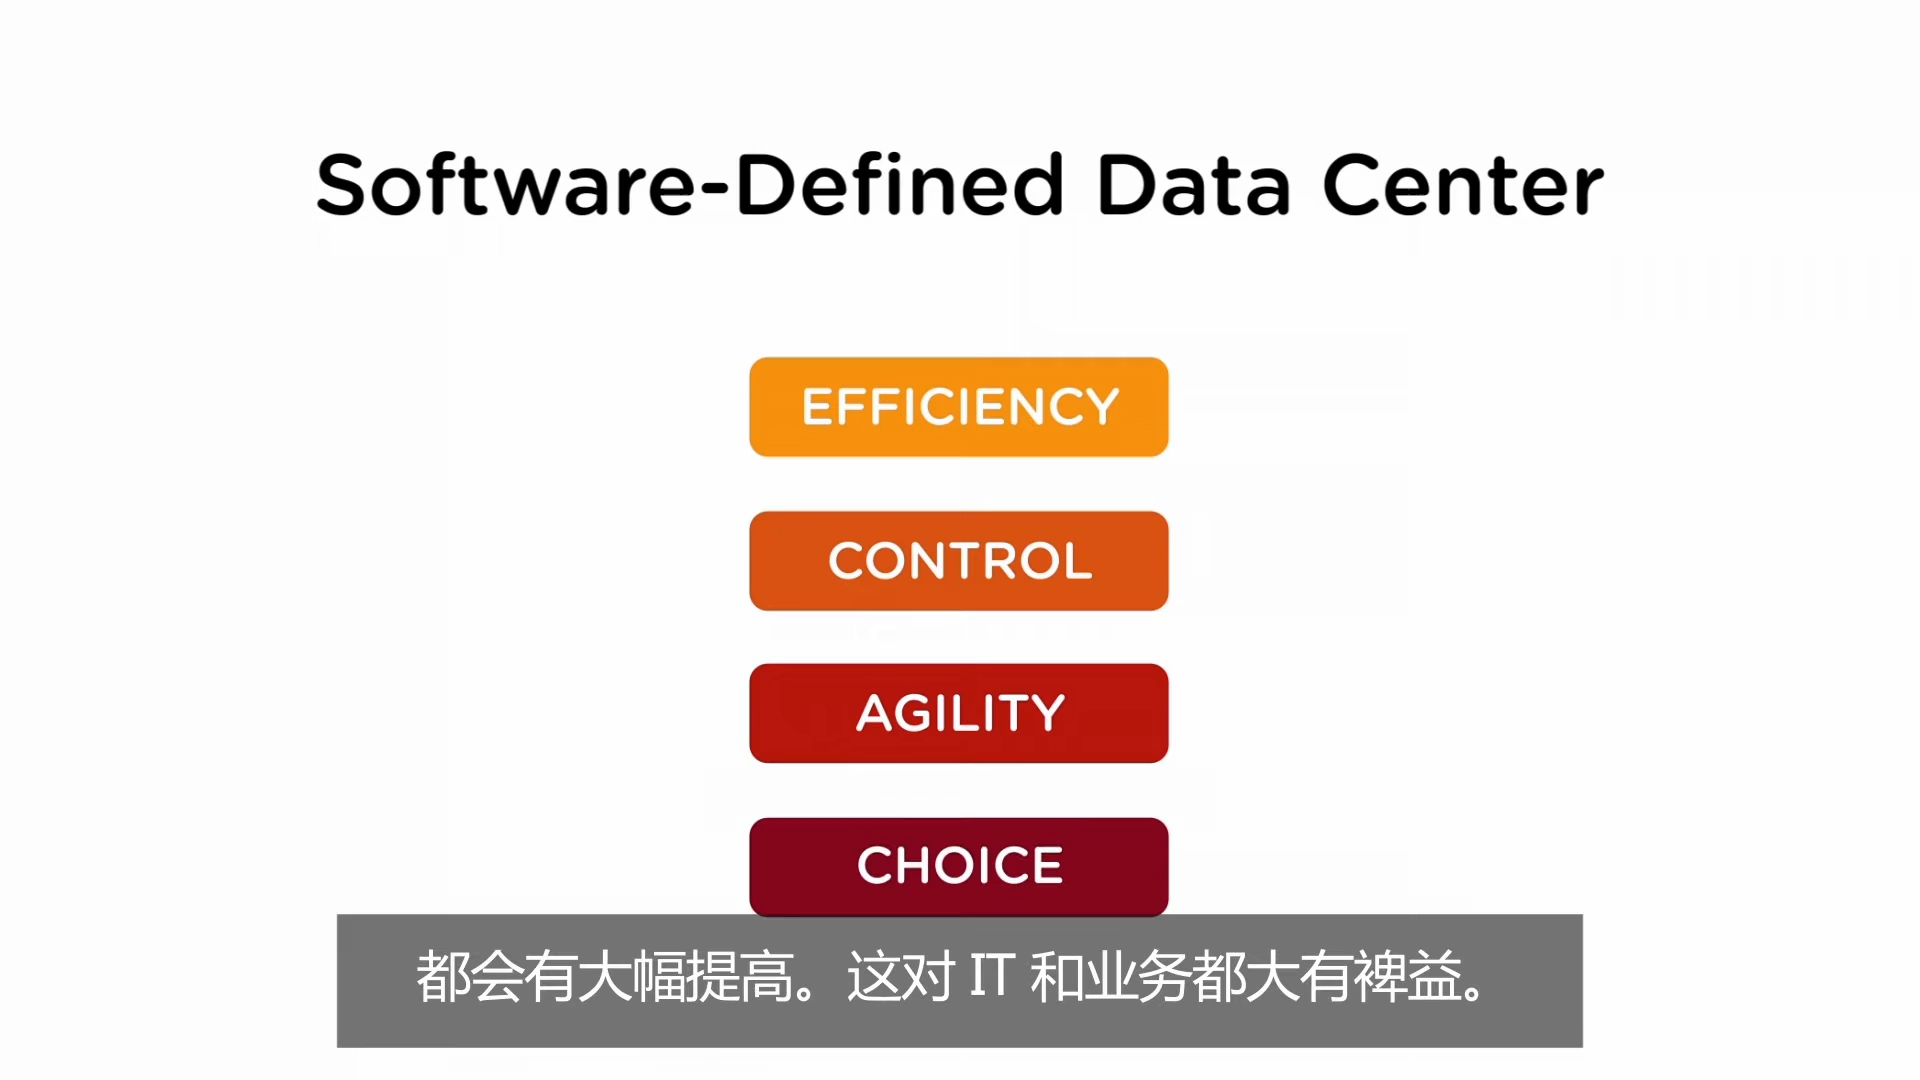 Software-Defined Data Center
EFFICIENCY
CONTROL
AGILITY
CHOICE
都会有大幅提高。这对 IT 和业务都大有裨益。